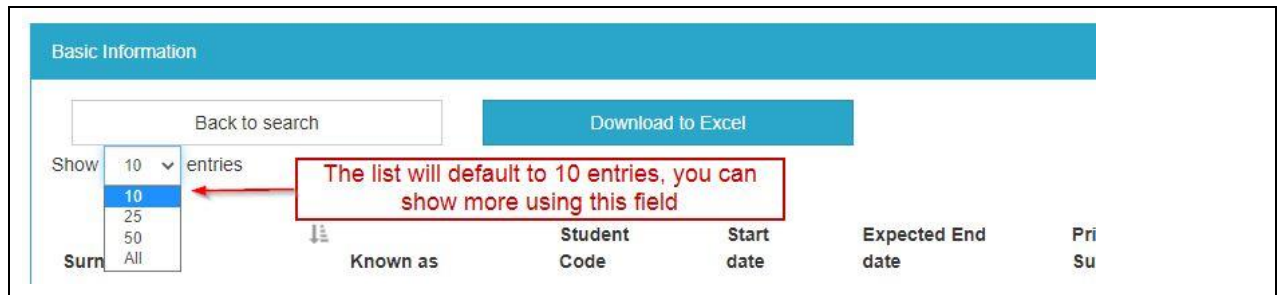 Basic Information
Back to search Download to Excel
Show 10 entries
The list will default to 10 entries, you can
show more using this field
10
25
50
All
Student Start Expected End
Known as Code date date